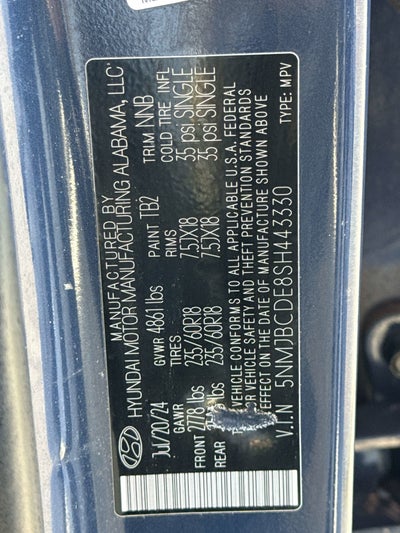 MANUFACTURED BY
HYUNDAI MOTOR MANUFACTURING ALABAMA, LLC
JUL/20/24 GVWR 4861 lbs PAINT TB2 TRIM NNB
GAWR TIRES RIMS COLD TIRE INFL
FRONT 2778 lbs 235/60R18 7.5JX18 35 psi SINGLE
REAR lbs 235/60R18 7.5JX18 35 psi SINGLE
VEHICLE CONFORMS TO ALL APPLICABLE U.S.A. FEDERAL
OR VEHICLE SAFETY AND THEFT PREVENTION STANDARDS
EFFECT ON THE DATE OF MANUFACTURE SHOWN ABOVE
V.I.N 5NMJBCDE8SH443330 TYPE: MPV